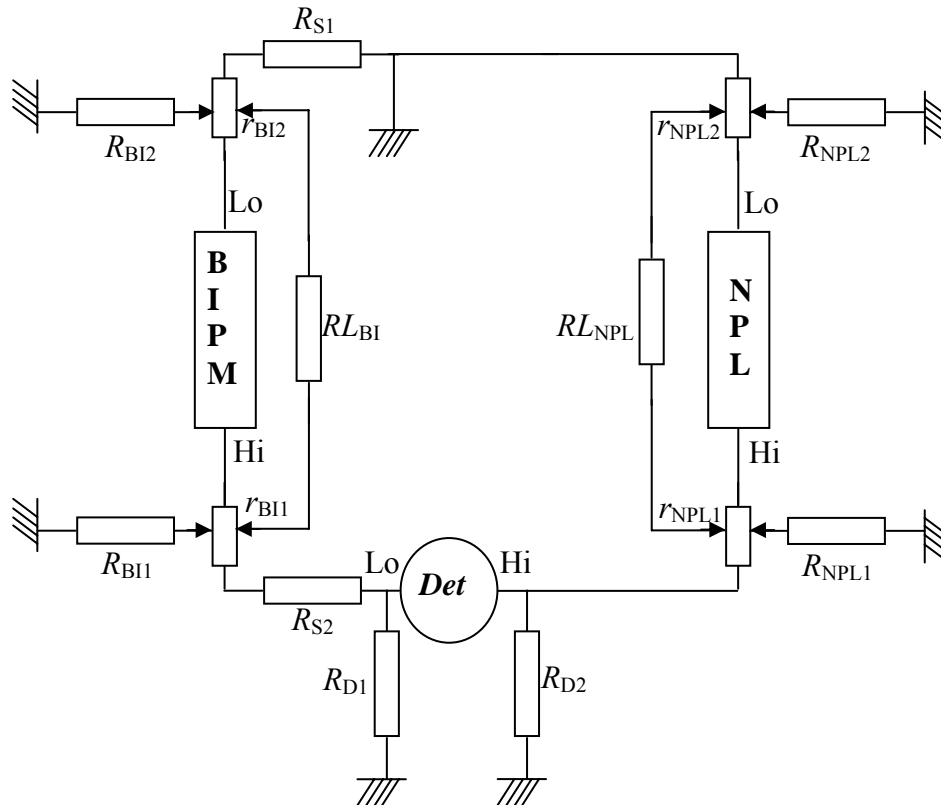 R_S1
R_BI2
r_BI2
r_NPL2
R_NPL2
Lo
Lo
B
I
P
M
RL_BI
RL_NPL
N
P
L
Hi
Hi
R_BI1
r_BI1
r_NPL1
R_NPL1
Lo
Det
Hi
R_S2
R_D1
R_D2